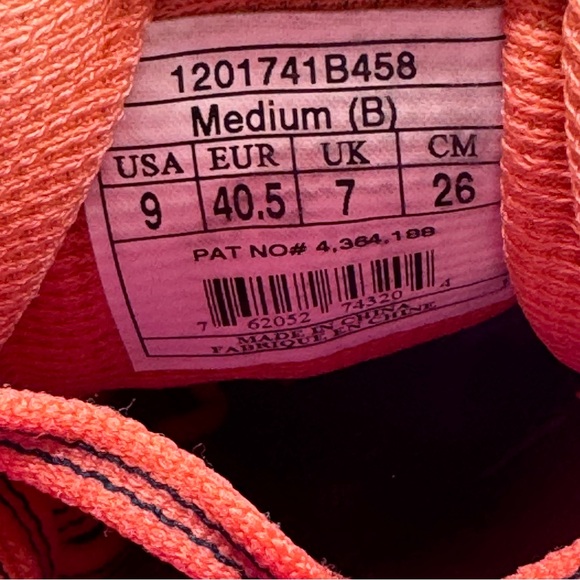 1201741B458
Medium (B)
USA EUR UK CM
9 40.5 7 26
PAT NO# 4,364,188
7 62052 74320 4
MADE IN CHINA
FABRIQUE EN CHINE